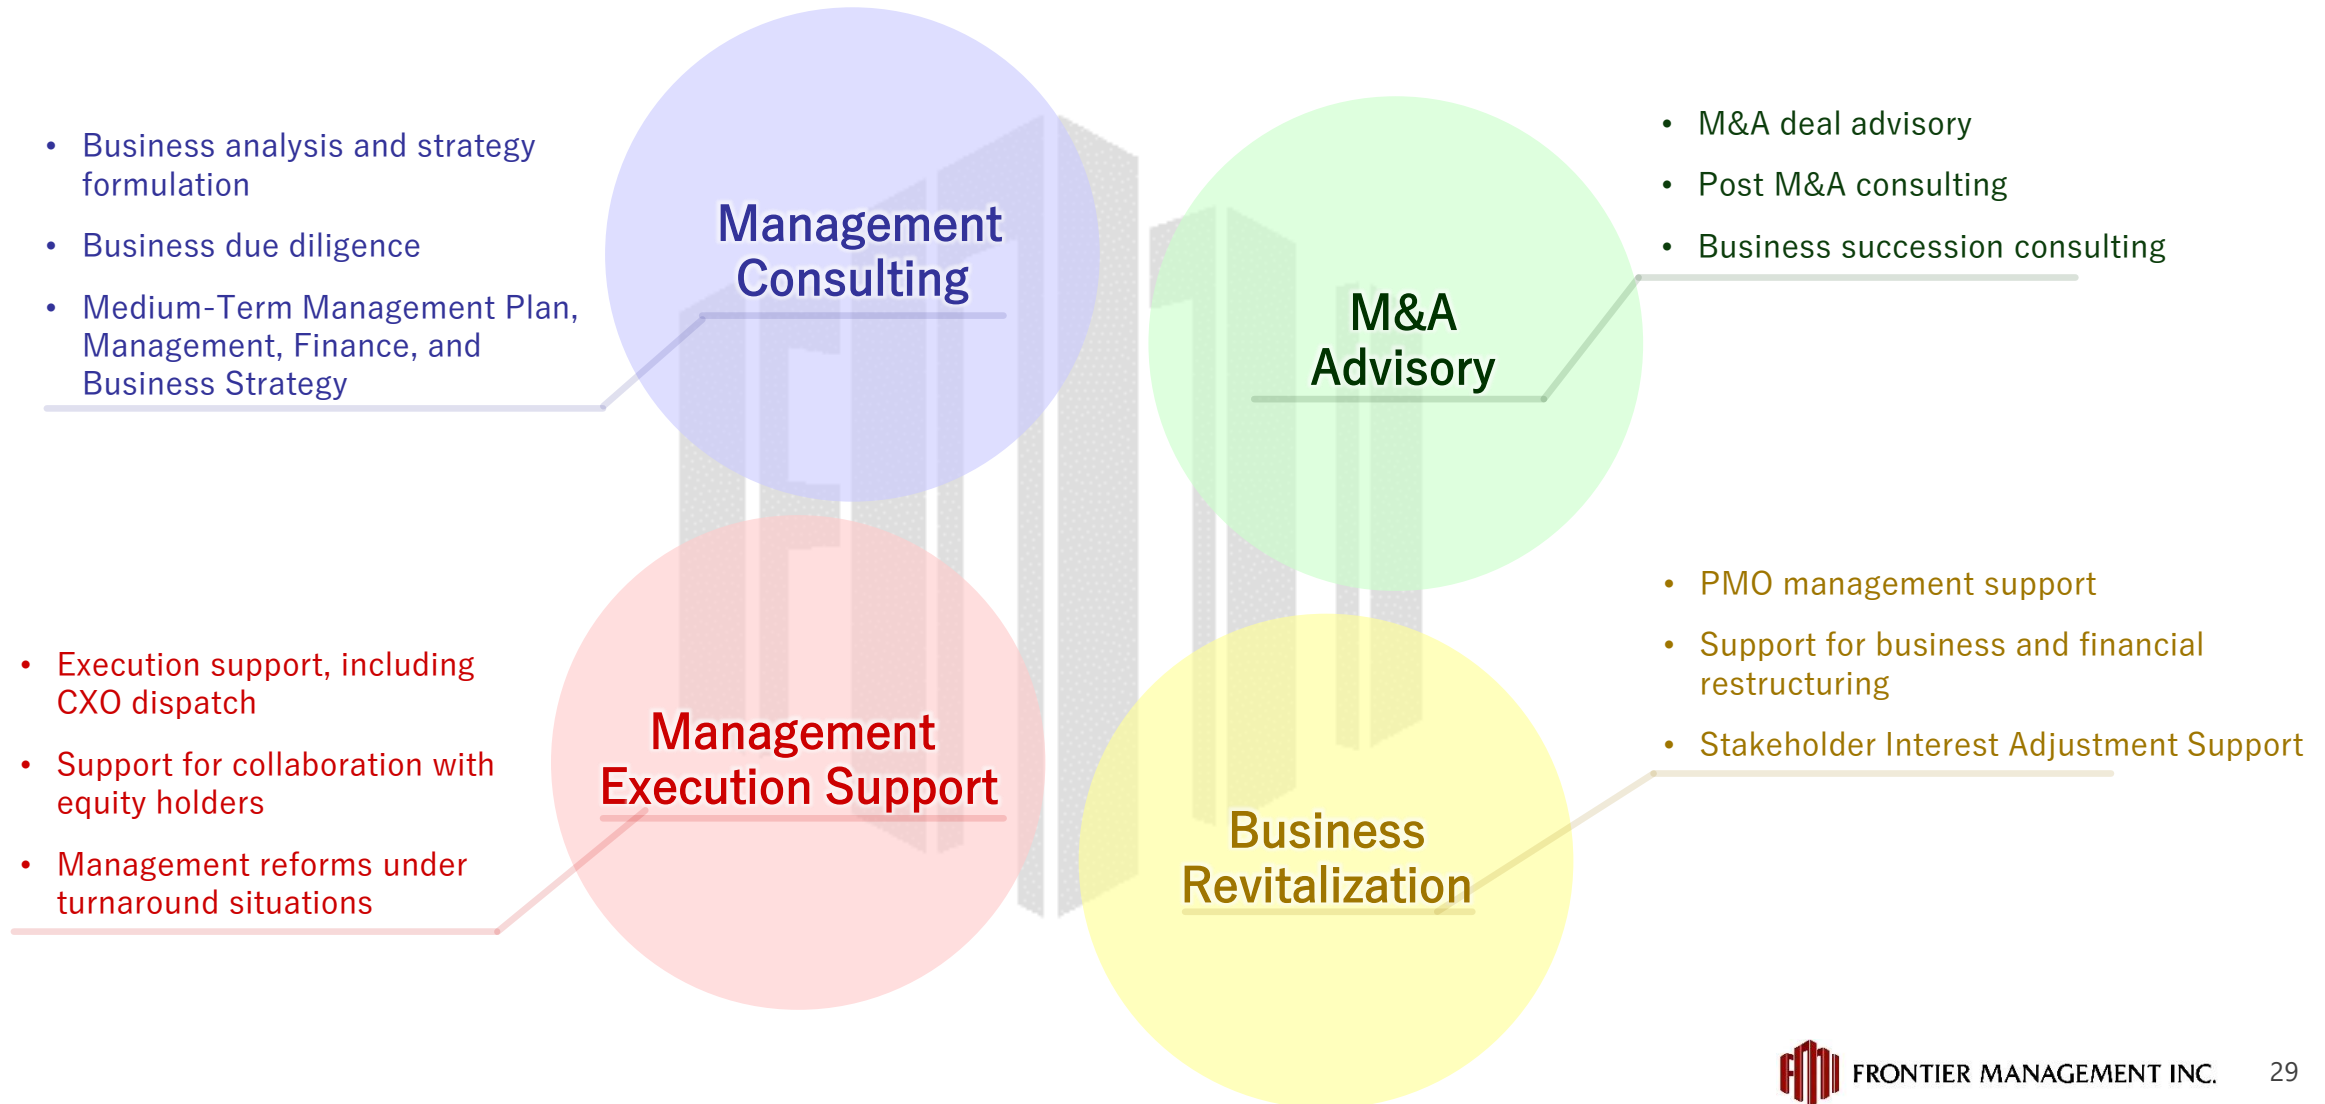 • Business analysis and strategy
formulation
• Business due diligence
• Medium-Term Management Plan,
Management, Finance, and
Business Strategy
Management
Consulting
M&A
Advisory
• M&A deal advisory
• Post M&A consulting
• Business succession consulting
• Execution support, including
CXO dispatch
• Support for collaboration with
equity holders
• Management reforms under
turnaround situations
Management
Execution Support
Business
Revitalization
• PMO management support
• Support for business and financial
restructuring
• Stakeholder Interest Adjustment Support
FMI FRONTIER MANAGEMENT INC.
29